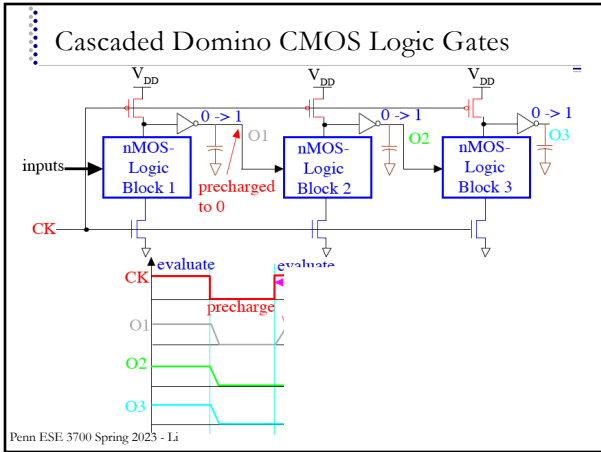 Cascaded Domino CMOS Logic Gates
VDD VDD VDD
0 -> 1 0 -> 1 0 -> 1
O1 O2 O3
inputs
nMOS-
Logic
Block 1
precharged
to 0
nMOS-
Logic
Block 2
nMOS-
Logic
Block 3
CK
evaluate evaluate
CK
precharge
O1
O2
O3
Penn ESE 3700 Spring 2023 - Li